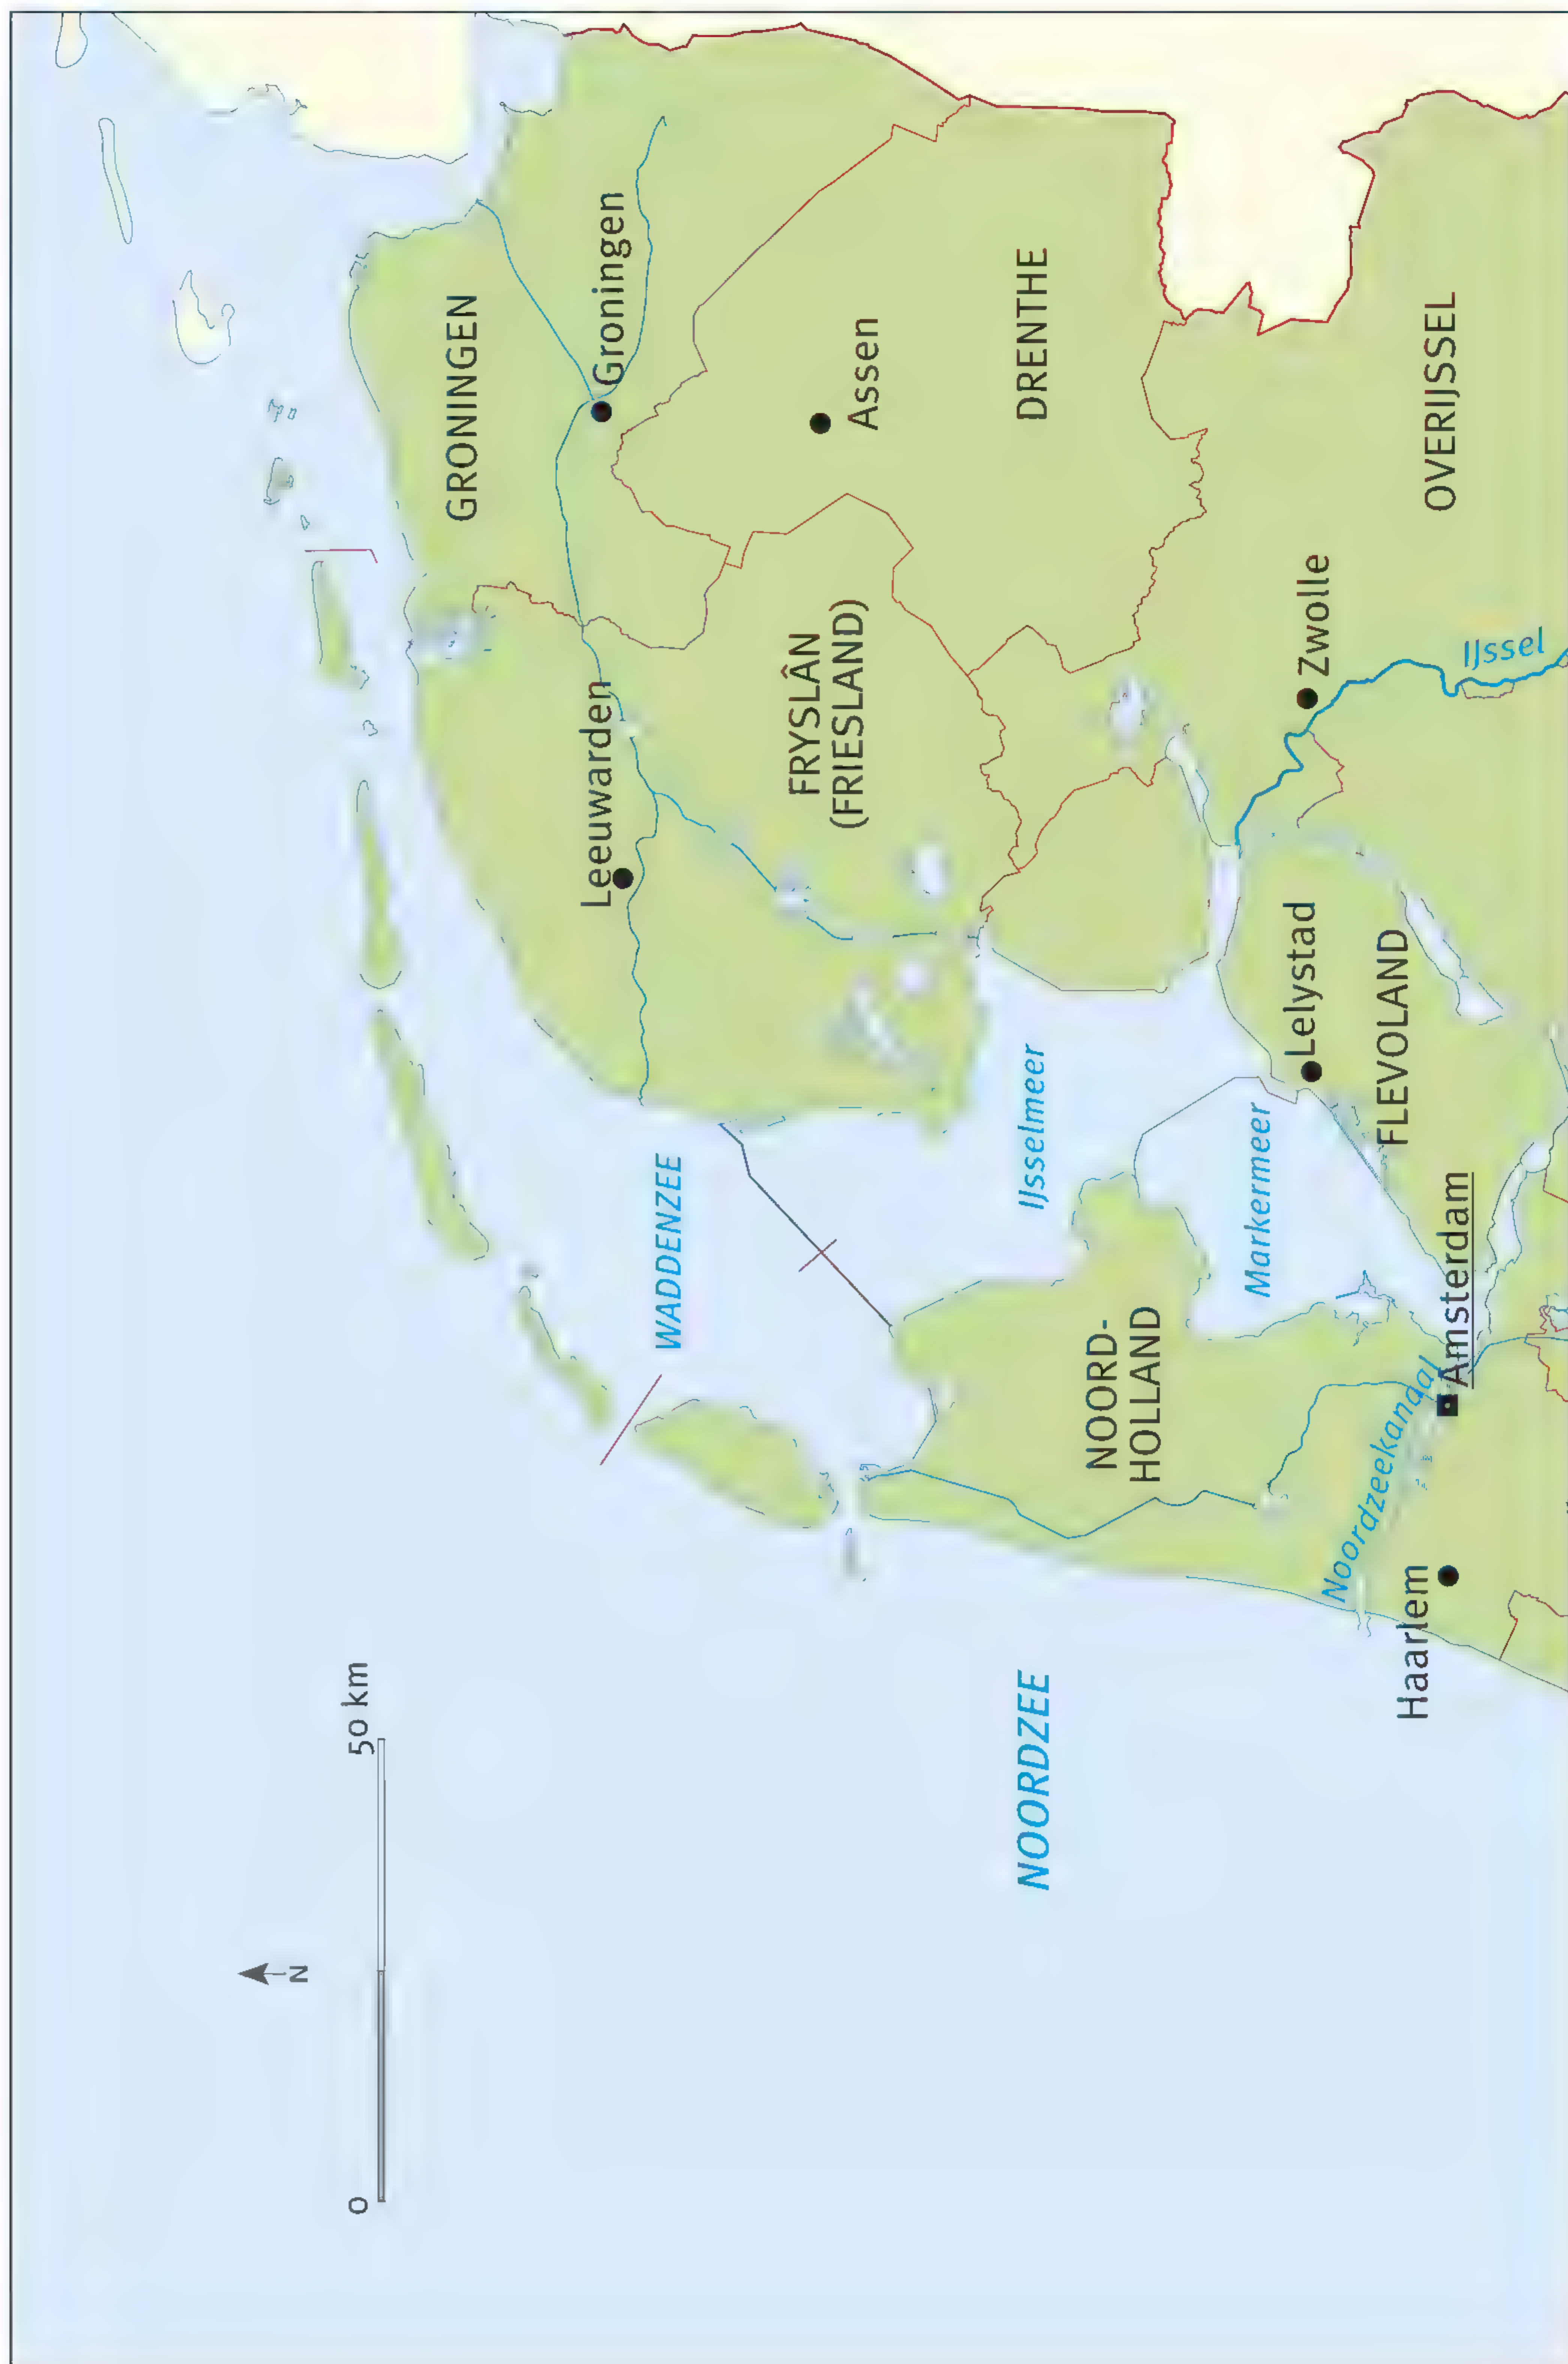 0
50 km
N
NOORDZEE
WADDENZEE
IJsselmeer
Markermeer
GRONINGEN
Groningen
Leeuwarden
FRYSLÂN
(FRIESLAND)
Assen
DRENTHE
NOORD-
HOLLAND
Zwolle
OVERIJSSEL
IJssel
Lelystad
FLEVOLAND
Noordzeekandal
Amsterdam
Haarlem